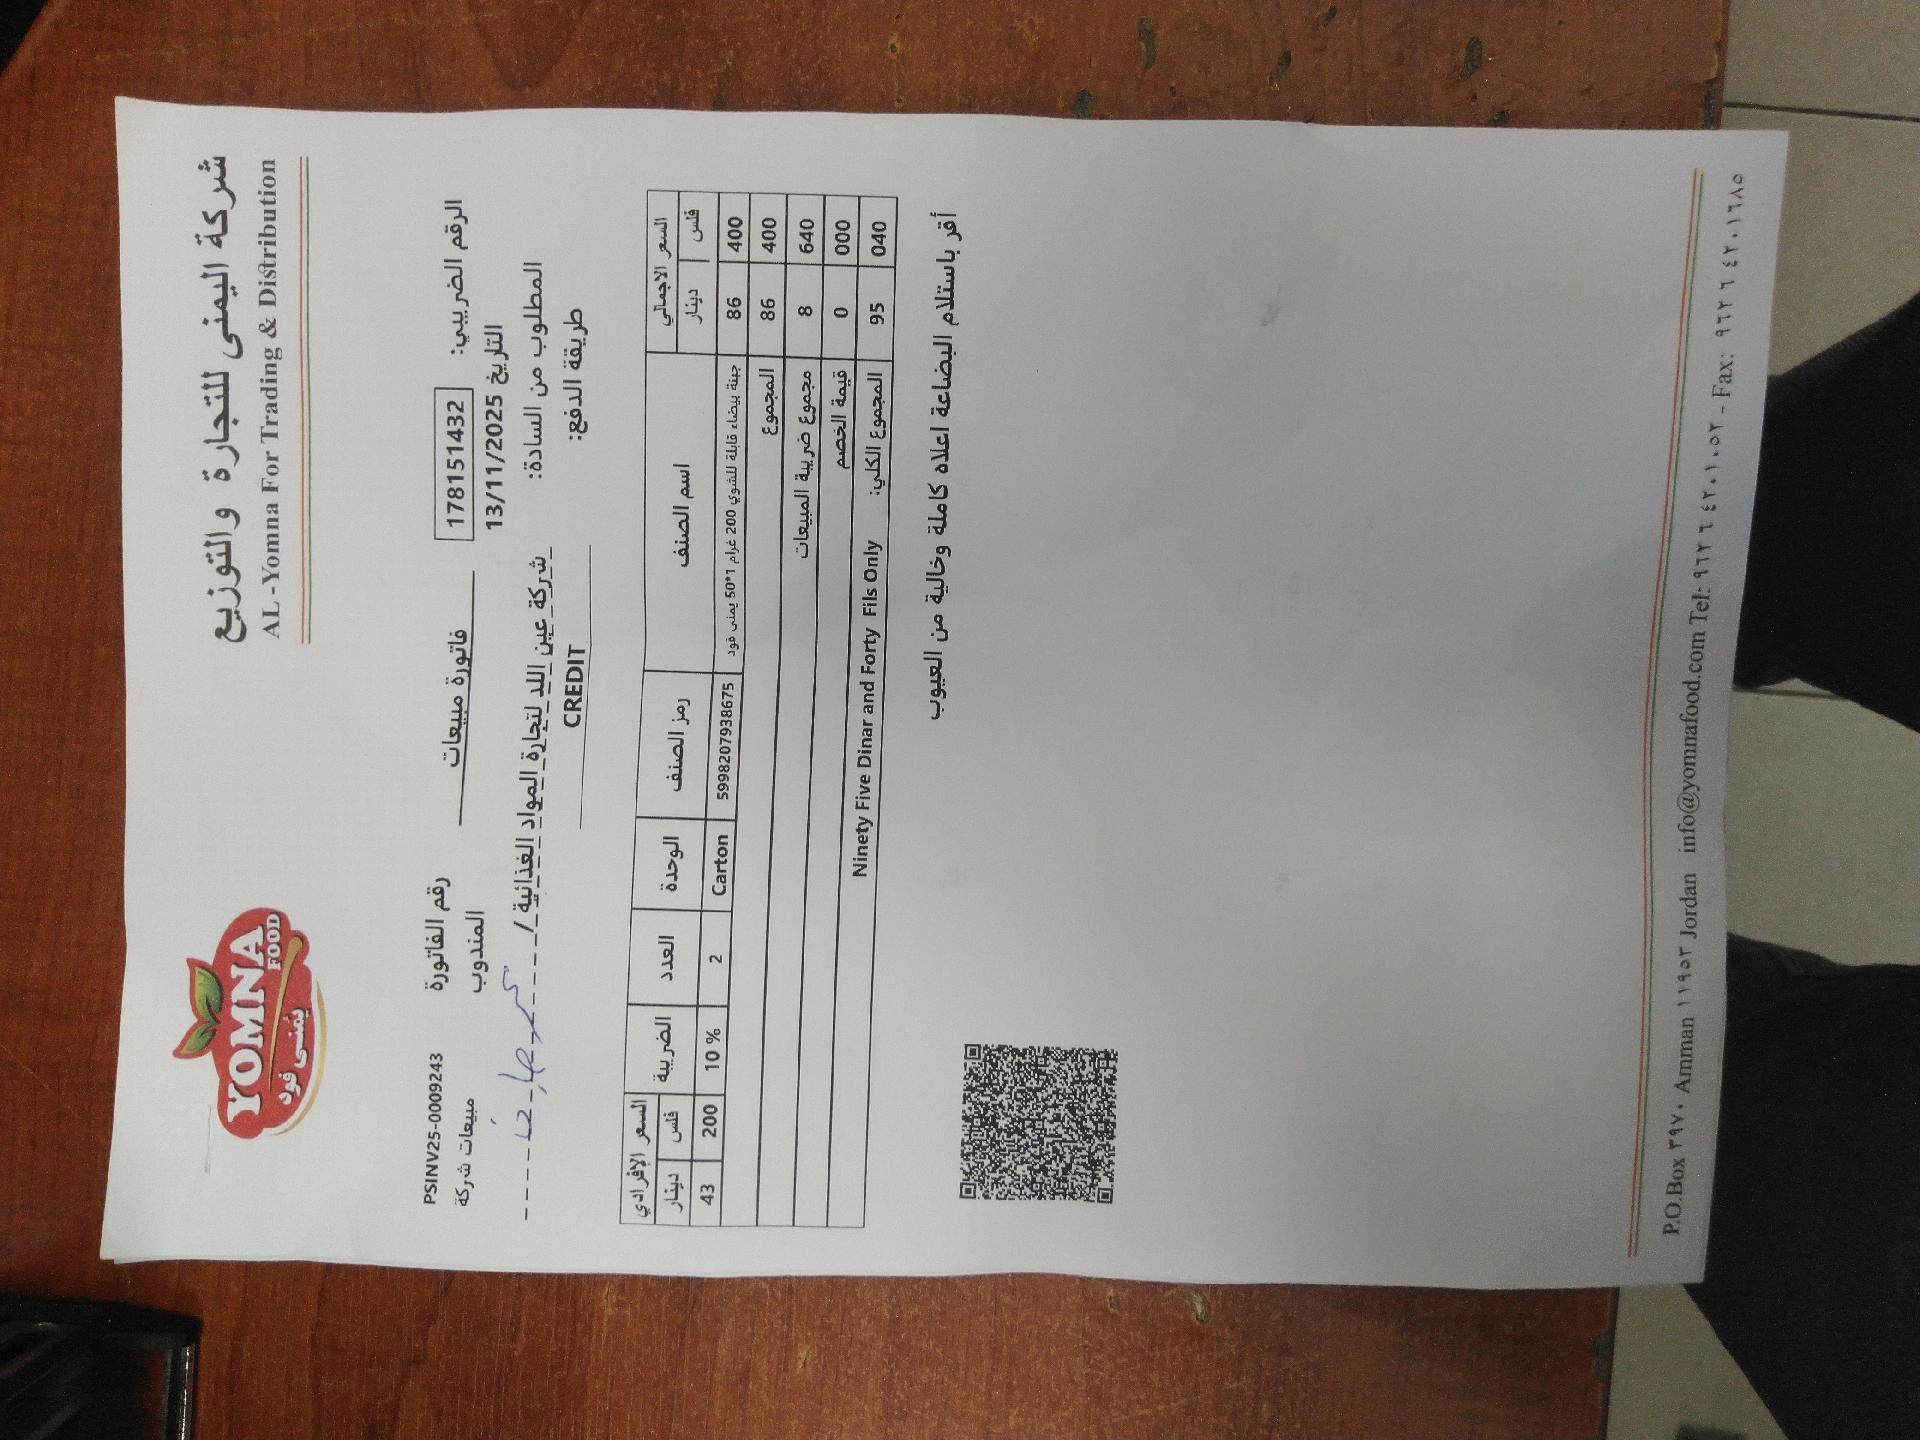 شركة اليمنى للتجارة والتوزيع
AL -Yomna For Trading & Distribution
YOMNA
FOOD
يمنى فود
الرقم الضريبي: 178151432 فاتورة مبيعات رقم الفاتورة PSINV25-0009243
التاريخ 13/11/2025 المندوب مبيعات شركة
المطلوب من السادة: شركة عين اللد لتجارة المواد الغذائية /
طريقة الدفع: CREDIT
السعر الاجمالي اسم الصنف رمز الصنف الوحدة العدد الضريبة السعر الإفرادي
فلس دينار فلس دينار
400 86 جبنة بيضاء قابلة للشوي 200 غرام 1*50 يمنى فود 5998207938675 Carton 2 10 % 200 43
400 86 المجموع
640 8 مجموع ضريبة المبيعات
000 0 قيمة الخصم
040 95 المجموع الكلي: Ninety Five Dinar and Forty Fils Only
أقر باستلام البضاعة اعلاه كاملة وخالية من العيوب
P.O.Box ٣٩٧٠ Amman ١١٩٥٣ Jordan info@yomnafood.com Tel: ٩٦٢ ٦ ٤٢٠١٠٥٢ - Fax: ٩٦٢ ٦ ٤٢٠١٦٨٥